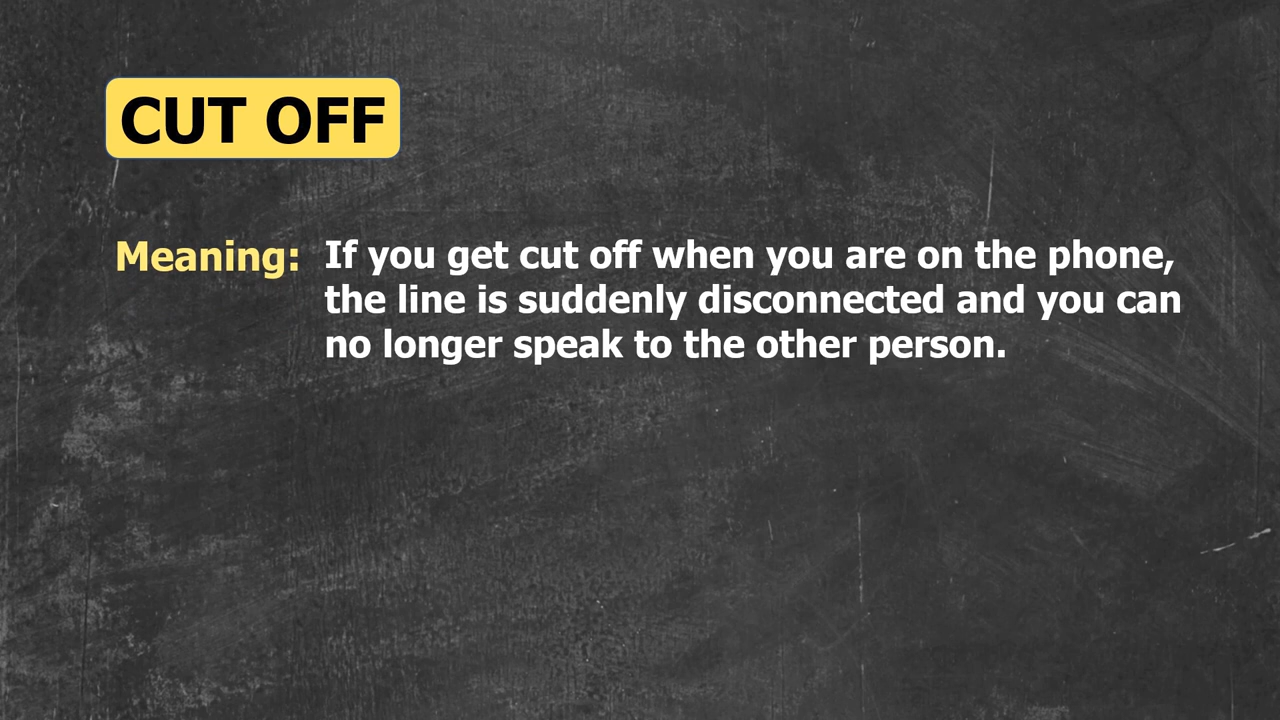 CUT OFF
Meaning: If you get cut off when you are on the phone,
the line is suddenly disconnected and you can
no longer speak to the other person.